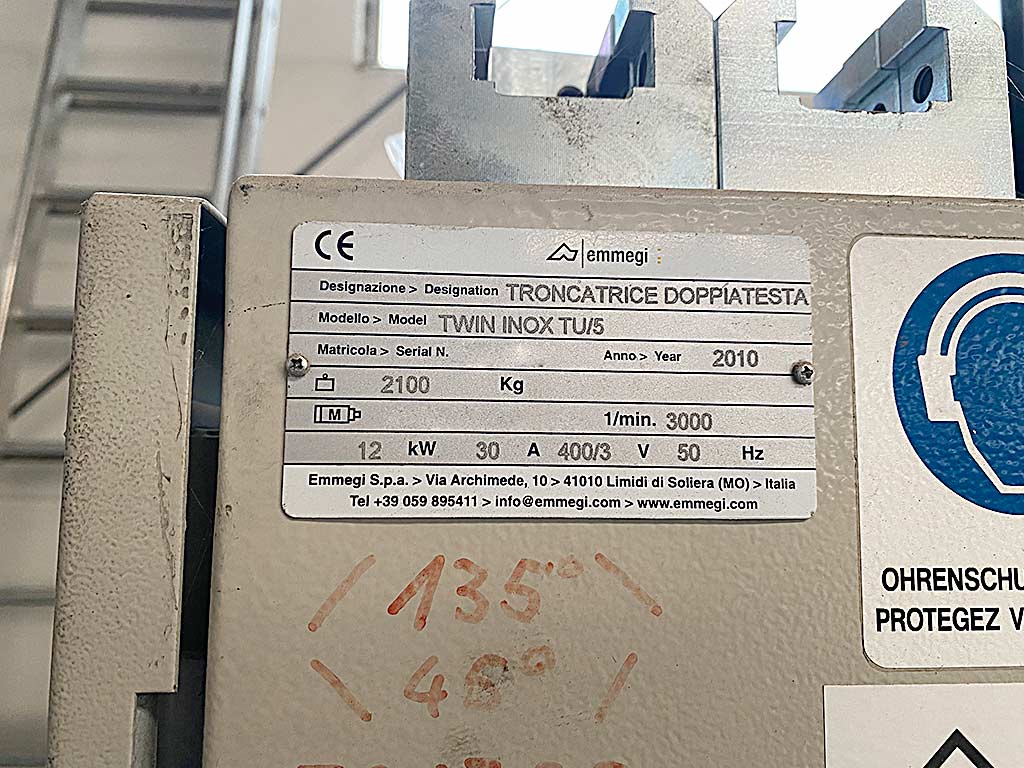 CE emmegi
Designazione > Designation TRONCATRICE DOPPIATESTA
Modello > Model TWIN INOX TU/5
Matricola > Serial N. Anno > Year 2010
2100 Kg
M 1/min. 3000
12 kW 30 A 400/3 V 50 Hz
Emmegi S.p.a. > Via Archimede, 10 > 41010 Limidi di Soliera (MO) > Italia
Tel +39 059 895411 > info@emmegi.com > www.emmegi.com
/ 135° \
\ 4 ° /
OHRENSCHU
PROTEGEZ V